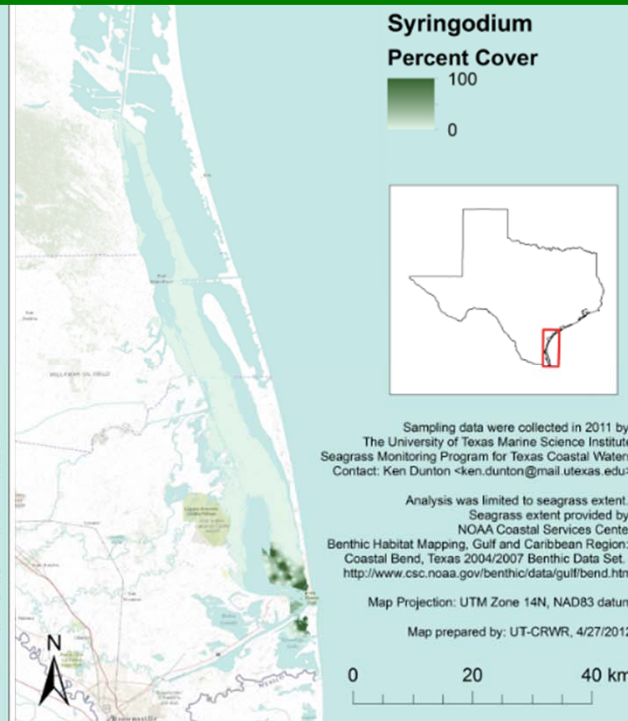 Syringodium
Percent Cover
100
0
Sampling data were collected in 2011 by
The University of Texas Marine Science Institute
Seagrass Monitoring Program for Texas Coastal Waters
Contact: Ken Dunton <ken.dunton@mail.utexas.edu>
Analysis was limited to seagrass extent.
Seagrass extent provided by
NOAA Coastal Services Cente
Benthic Habitat Mapping, Gulf and Caribbean Region:
Coastal Bend, Texas 2004/2007 Benthic Data Set.
http://www.csc.noaa.gov/benthic/data/gulf/bend.htm
Map Projection: UTM Zone 14N, NAD83 datum
Map prepared by: UT-CRWR, 4/27/2012
N
0 20 40 km